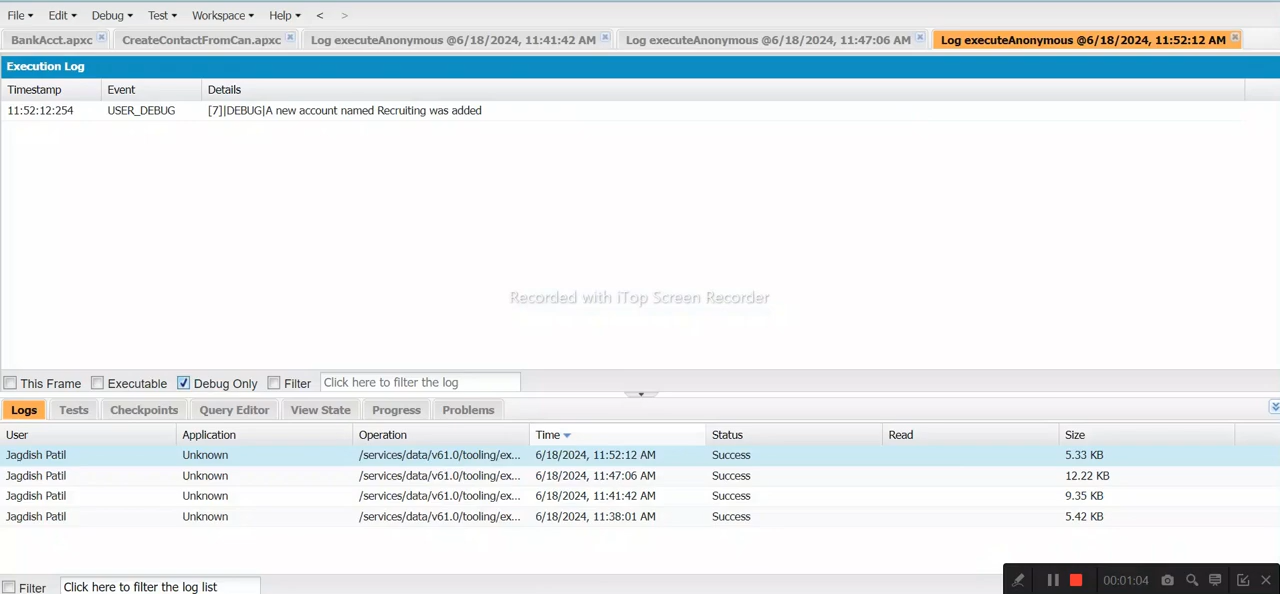 File Edit Debug Test Workspace Help < >
BankAcct.apxc CreateContactFromCan.apxc Log executeAnonymous @6/18/2024, 11:41:42 AM Log executeAnonymous @6/18/2024, 11:47:06 AM Log executeAnonymous @6/18/2024, 11:52:12 AM
Execution Log
Timestamp Event Details
11:52:12:254 USER_DEBUG [7]|DEBUG|A new account named Recruiting was added
Recorded with iTop Screen Recorder
This Frame Executable Debug Only Filter Click here to filter the log
Logs Tests Checkpoints Query Editor View State Progress Problems
User Application Operation Time Status Read Size
Jagdish Patil Unknown /services/data/v61.0/tooling/ex... 6/18/2024, 11:52:12 AM Success 5.33 KB
Jagdish Patil Unknown /services/data/v61.0/tooling/ex... 6/18/2024, 11:47:06 AM Success 12.22 KB
Jagdish Patil Unknown /services/data/v61.0/tooling/ex... 6/18/2024, 11:41:42 AM Success 9.35 KB
Jagdish Patil Unknown /services/data/v61.0/tooling/ex... 6/18/2024, 11:38:01 AM Success 5.42 KB
Filter Click here to filter the log list
00:01:04